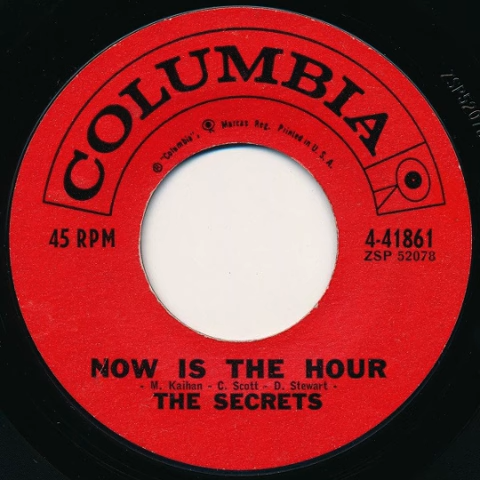 COLUMBIA
® "Columbia", Marcas Reg. Printed in U. S. A.
45 RPM
4-41861
ZSP 52078
NOW IS THE HOUR
- M. Kaihan - C. Scott - D. Stewart -
THE SECRETS
ZSP52078